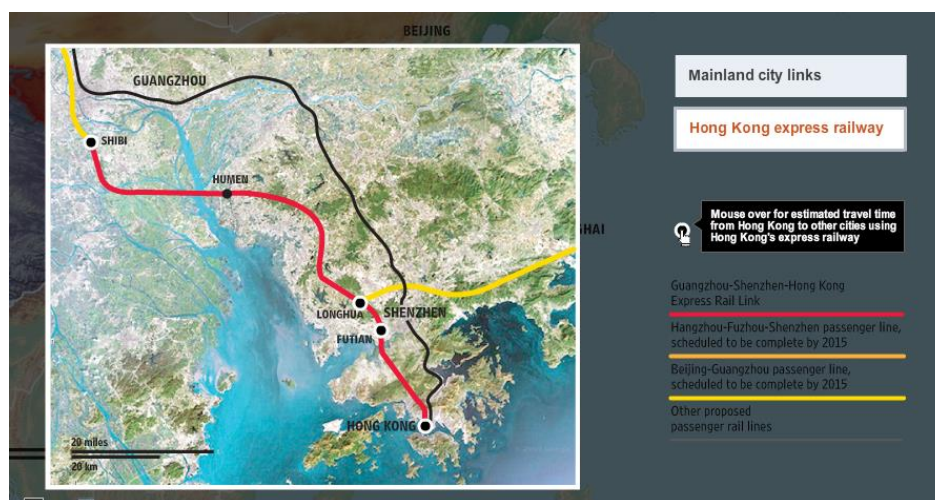 BEIJING
GUANGZHOU
SHIBI
HUMEN
LONGHUA
SHENZHEN
FUTIAN
HONG KONG
20 miles
20 km
HAI
Mainland city links
Hong Kong express railway
Mouse over for estimated travel time
from Hong Kong to other cities using
Hong Kong's express railway
Guangzhou-Shenzhen-Hong Kong
Express Rail Link
Hangzhou-Fuzhou-Shenzhen passenger line,
scheduled to be complete by 2015
Beijing-Guangzhou passenger line,
scheduled to be complete by 2015
Other proposed
passenger rail lines